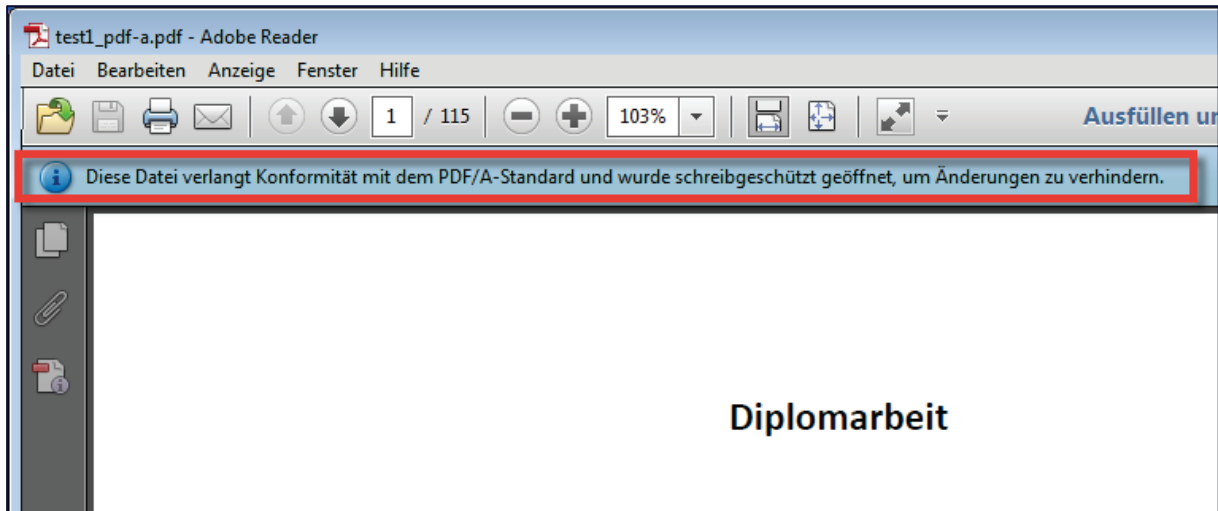 test1_pdf-a.pdf - Adobe Reader
Datei Bearbeiten Anzeige Fenster Hilfe
1 / 115 103% Ausfüllen
Diese Datei verlangt Konformität mit dem PDF/A-Standard und wurde schreibgeschützt geöffnet, um Änderungen zu verhindern.
Diplomarbeit